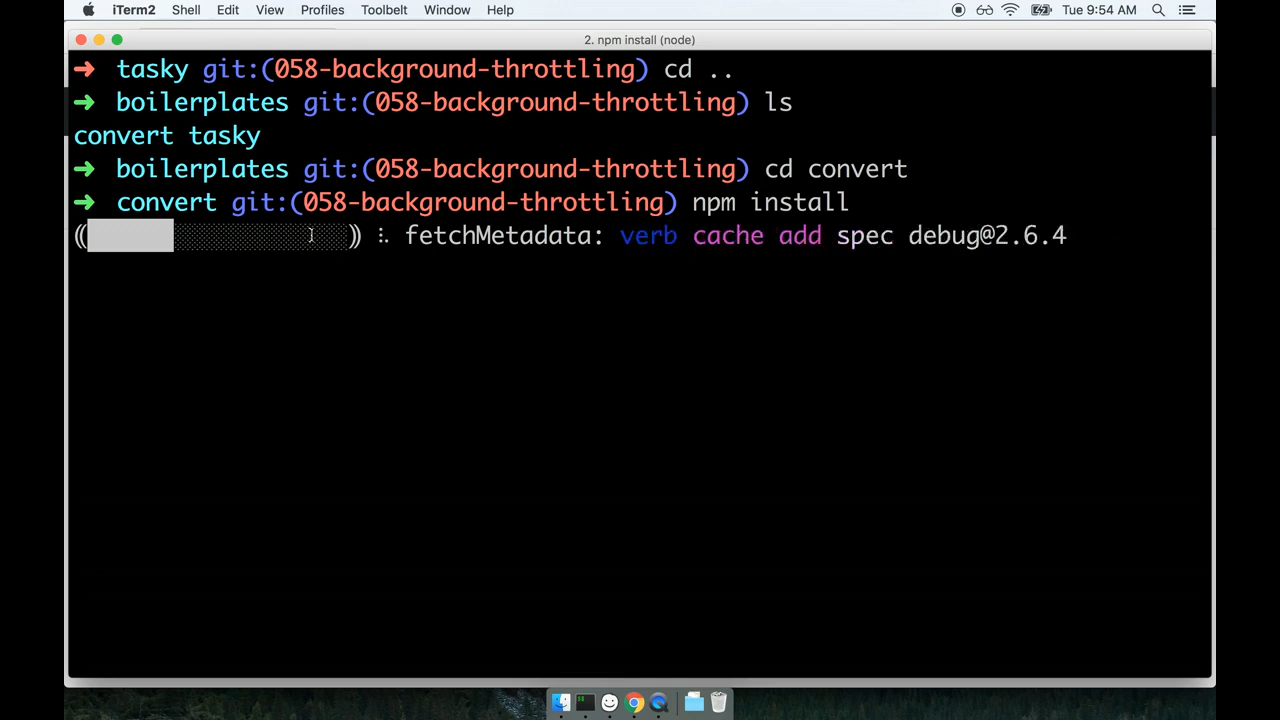 iTerm2 Shell Edit View Profiles Toolbelt Window Help Tue 9:54 AM
2. npm install (node)
➜ tasky git:(058-background-throttling) cd ..
➜ boilerplates git:(058-background-throttling) ls
convert tasky
➜ boilerplates git:(058-background-throttling) cd convert
➜ convert git:(058-background-throttling) npm install
fetchMetadata: verb cache add spec debug@2.6.4